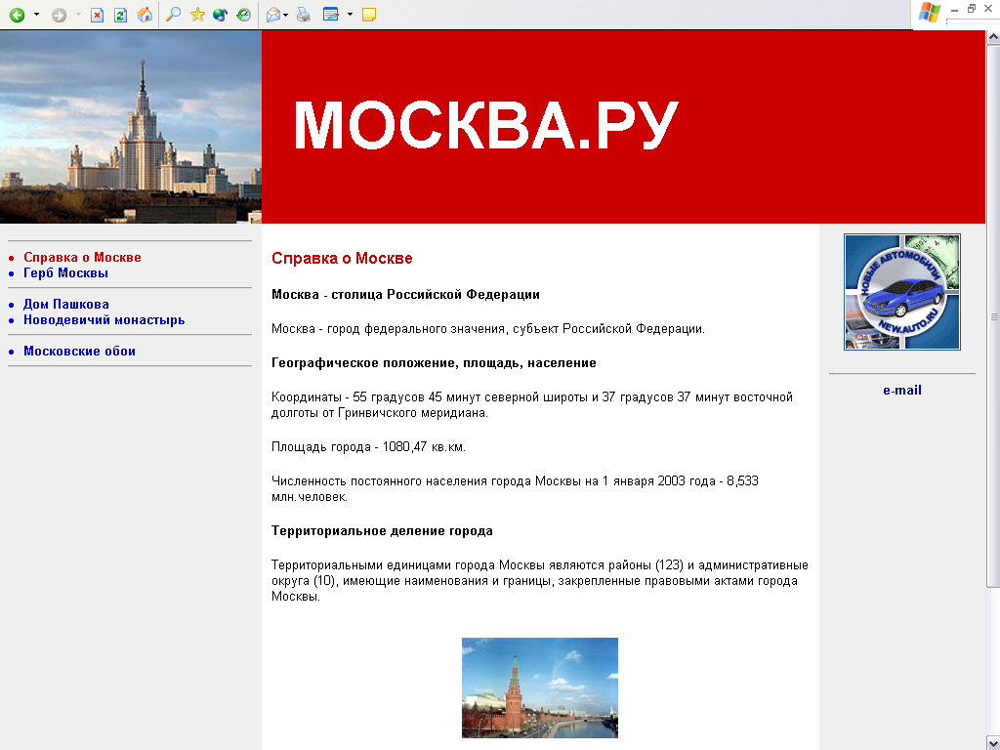 МОСКВА.РУ
Справка о Москве
Герб Москвы
Дом Пашкова
Новодевичий монастырь
Московские обои
Справка о Москве
Москва - столица Российской Федерации
Москва - город федерального значения, субъект Российской Федерации.
Географическое положение, площадь, население
Координаты - 55 градусов 45 минут северной широты и 37 градусов 37 минут восточной
долготы от Гринвичского меридиана.
Площадь города - 1080,47 кв.км.
Численность постоянного населения города Москвы на 1 января 2003 года - 8,533
млн.человек.
Территориальное деление города
Территориальными единицами города Москвы являются районы (123) и административные
округа (10), имеющие наименования и границы, закрепленные правовыми актами города
Москвы.
НОВЫЕ АВТОМОБИЛИ
NEW.AUTO.RU
e-mail